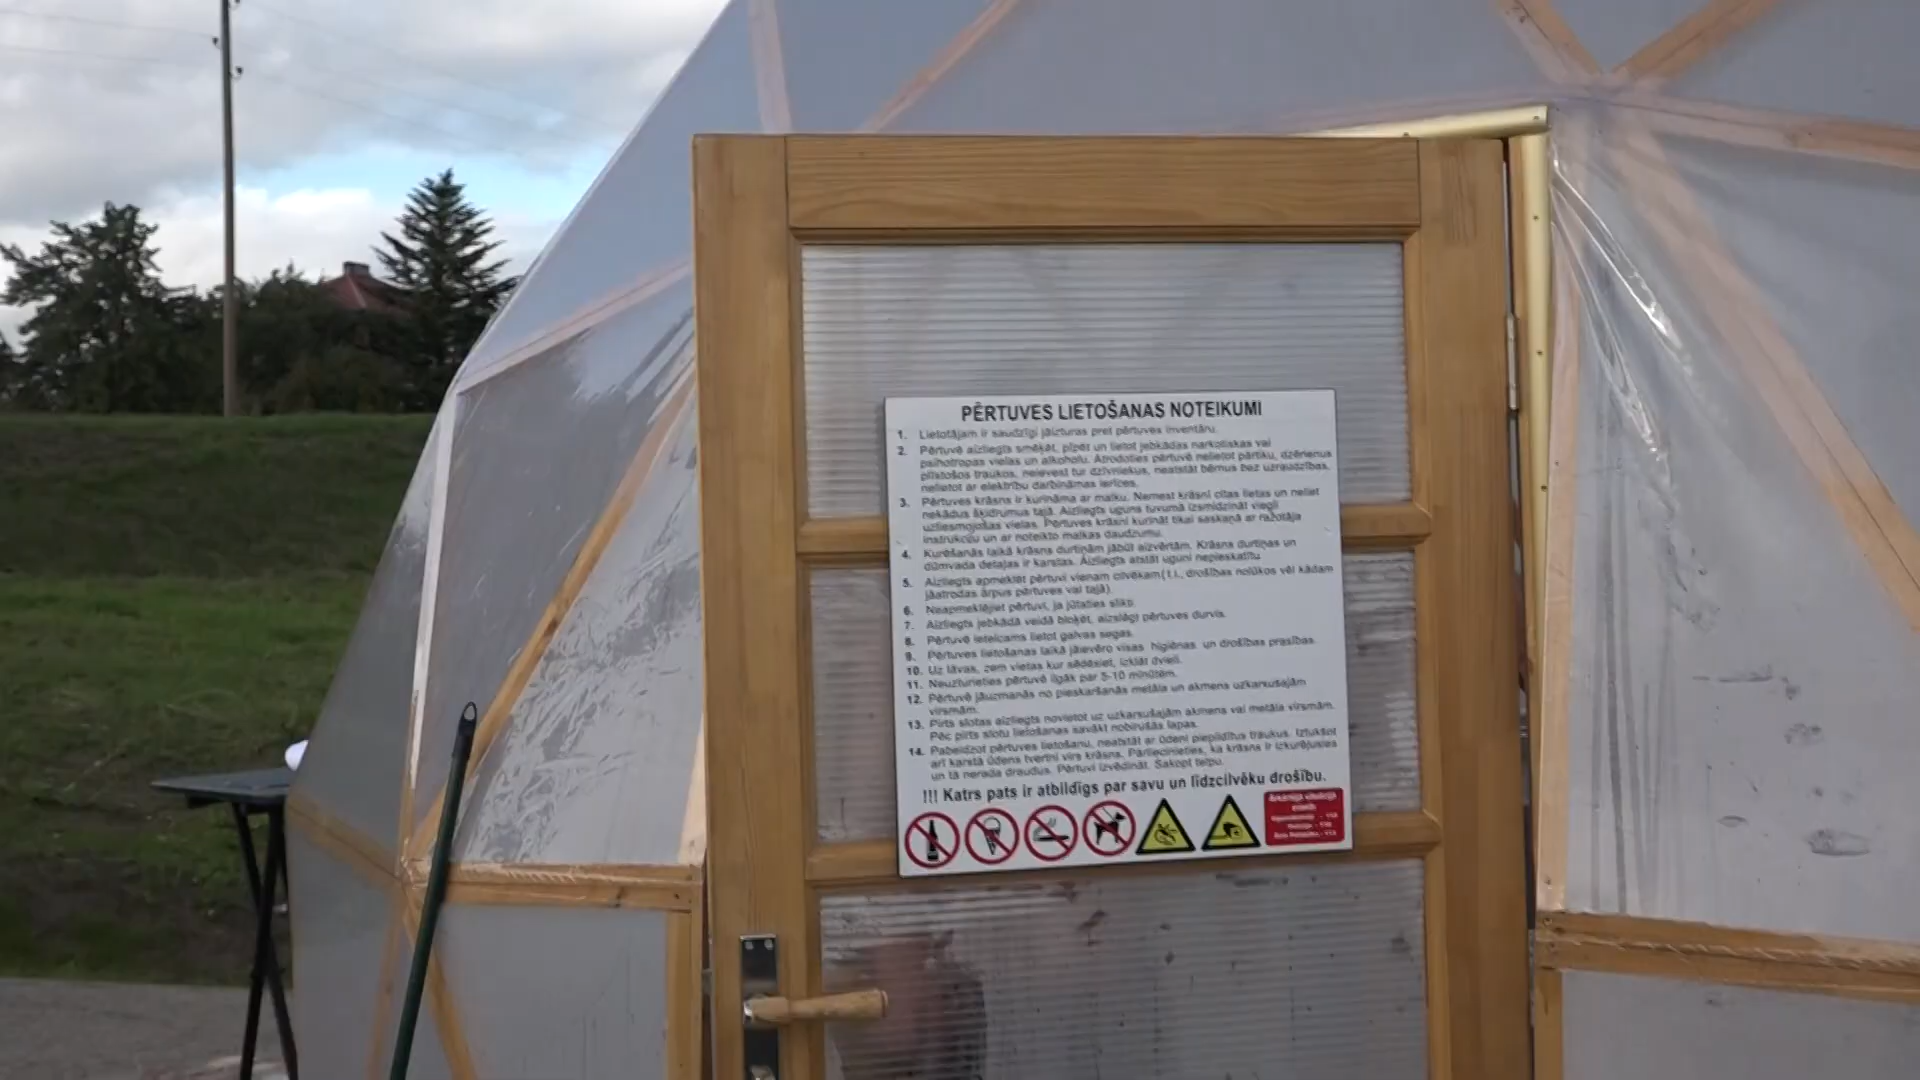 PĒRTUVES LIETOŠANAS NOTEIKUMI
1. Lietotājam ir saudzīgi jāizturas pret pērtuves inventāru.
2. Pērtuvē aizliegts smēķēt, pīpēt un lietot jebkādas narkotiskas vai
psihotropas vielas un alkoholu. Atrodoties pērtuvē nelietot pārtiku, dzērienus
plīstošos traukos, neievest tur dzīvniekus, neatstāt bērnus bez uzraudzības,
nelietot ar elektrību darbināmas ierīces.
3. Pērtuves krāsns ir kurināma ar malku. Nemest krāsnī citas lietas un neliet
nekādus šķidrumus tajā. Aizliegts uguns tuvumā izsmidzināt viegli
uzliesmojošas vielas. Pērtuves krāsni kurināt tikai saskaņā ar ražotāja
instrukciju un ar noteikto malkas daudzumu.
4. Kurēšanās laikā krāsns durtiņām jābūt aizvērtām. Krāsns durtiņas un
dūmvada detaļas ir karstas. Aizliegts atstāt uguni nepieskatītu.
5. Aizliegts apmeklēt pērtuvi vienam cilvēkam( t.i., drošības nolūkos vēl kādam
jāatrodas ārpus pērtuves vai tajā).
6. Neapmeklējiet pērtuvi, ja jūtaties slikti.
7. Aizliegts jebkādā veidā bloķēt, aizslēgt pērtuves durvis.
8. Pērtuvē ieteicams lietot galvas segas.
9. Pērtuves lietošanas laikā jāievēro visas higiēnas un drošības prasības.
10. Uz lāvas, zem vietas kur sēdēsiet, izklāt dvieli.
11. Neuzturieties pērtuvē ilgāk par 5-10 minūtēm.
12. Pērtuvē jāuzmanās no pieskaršanās metāla un akmens uzkarsušajām
virsmām.
13. Pirts slotas aizliegts novietot uz uzkarsušajām akmens vai metāla virsmām.
Pēc pirts slotu lietošanas savākt nobirušās lapas.
14. Pabeidzot pērtuves lietošanu, neatstāt ar ūdeni piepildītus traukus. Iztukšot
arī karstā ūdens tvertni virs krāsns. Pārliecinieties, ka krāsns ir izkurējusies
un tā nerada draudus. Pērtuvi izvēdināt. Sakopt telpu.
!!! Katrs pats ir atbildīgs par savu un līdzcilvēku drošību.